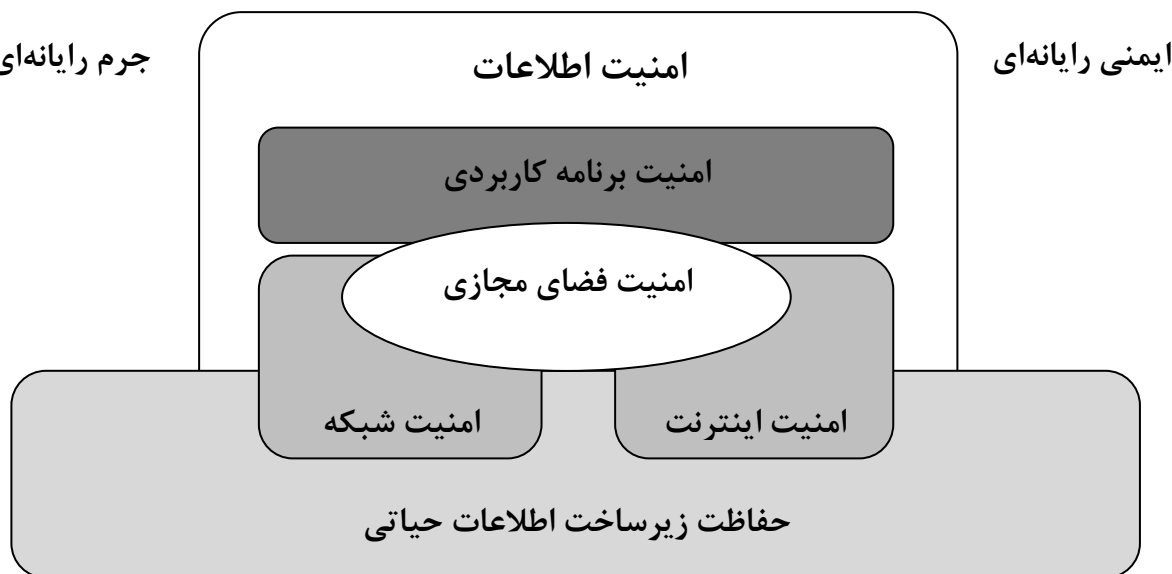 ایمنی رایانه‌ای
امنیت اطلاعات
جرم رایانه‌ای
امنیت برنامه کاربردی
امنیت فضای مجازی
امنیت اینترنت
امنیت شبکه
حفاظت زیرساخت اطلاعات حیاتی